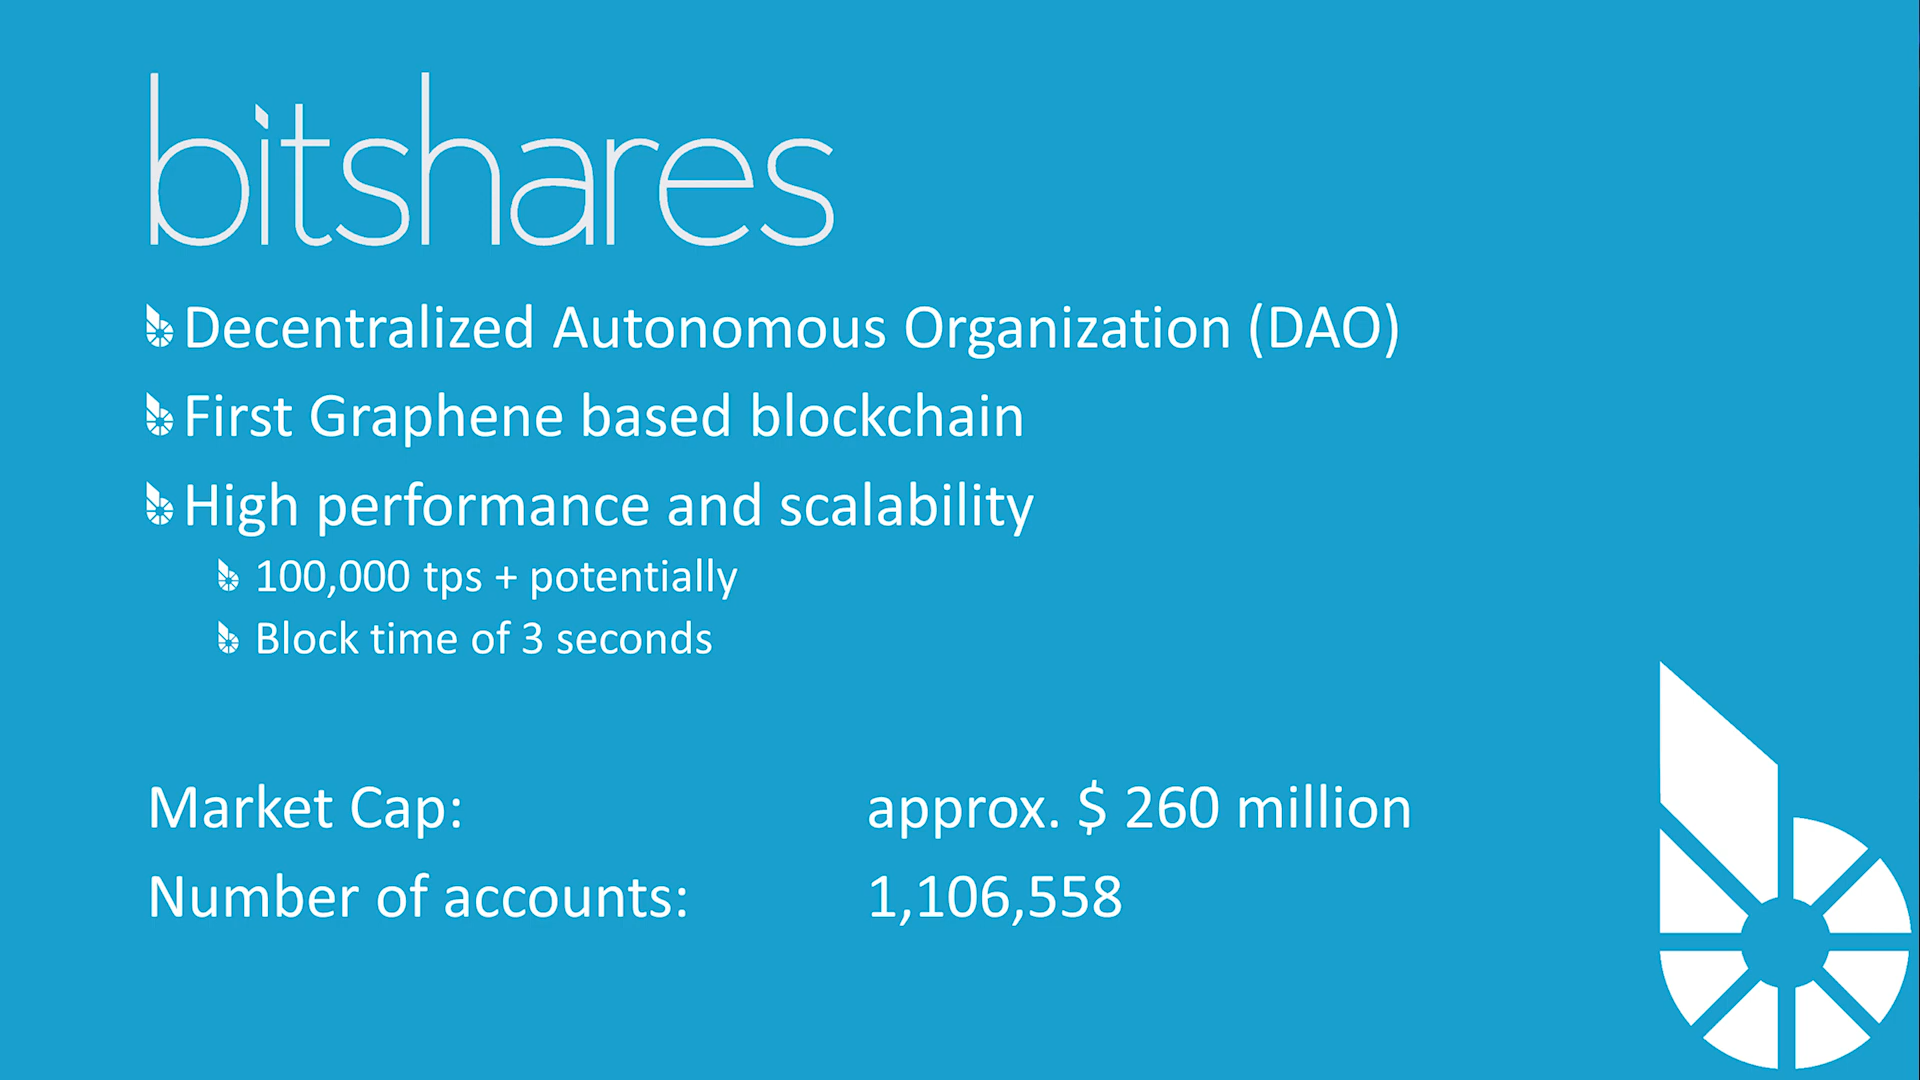 bitshares
Decentralized Autonomous Organization (DAO)
First Graphene based blockchain
High performance and scalability
100,000 tps + potentially
Block time of 3 seconds
Market Cap: approx. $ 260 million
Number of accounts: 1,106,558